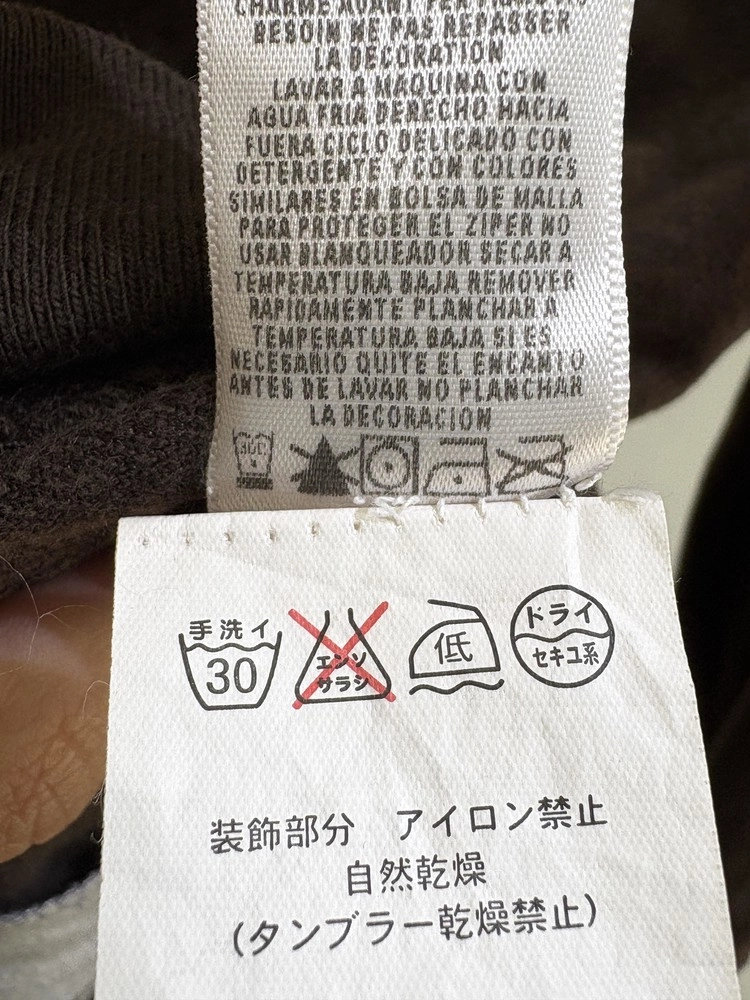 CHARME AVANT
BESOIN NE PAS REPASSER
LA DECORATION
LAVAR A MAQUINA CON
AGUA FRIA DERECHO HACIA
FUERA CICLO DELICADO CON
DETERGENTE Y CON COLORES
SIMILARES EN BOLSA DE MALLA
PARA PROTEGER EL ZIPER NO
USAR BLANQUEADOR SECAR A
TEMPERATURA BAJA REMOVER
RAPIDAMENTE PLANCHAR A
TEMPERATURA BAJA SI ES
NECESARIO QUITE EL ENCANTO
ANTES DE LAVAR NO PLANCHAR
LA DECORACION
手洗イ
30
エンソ
サラシ
低
ドライ
セキユ系
装飾部分 アイロン禁止
自然乾燥
(タンブラー乾燥禁止)